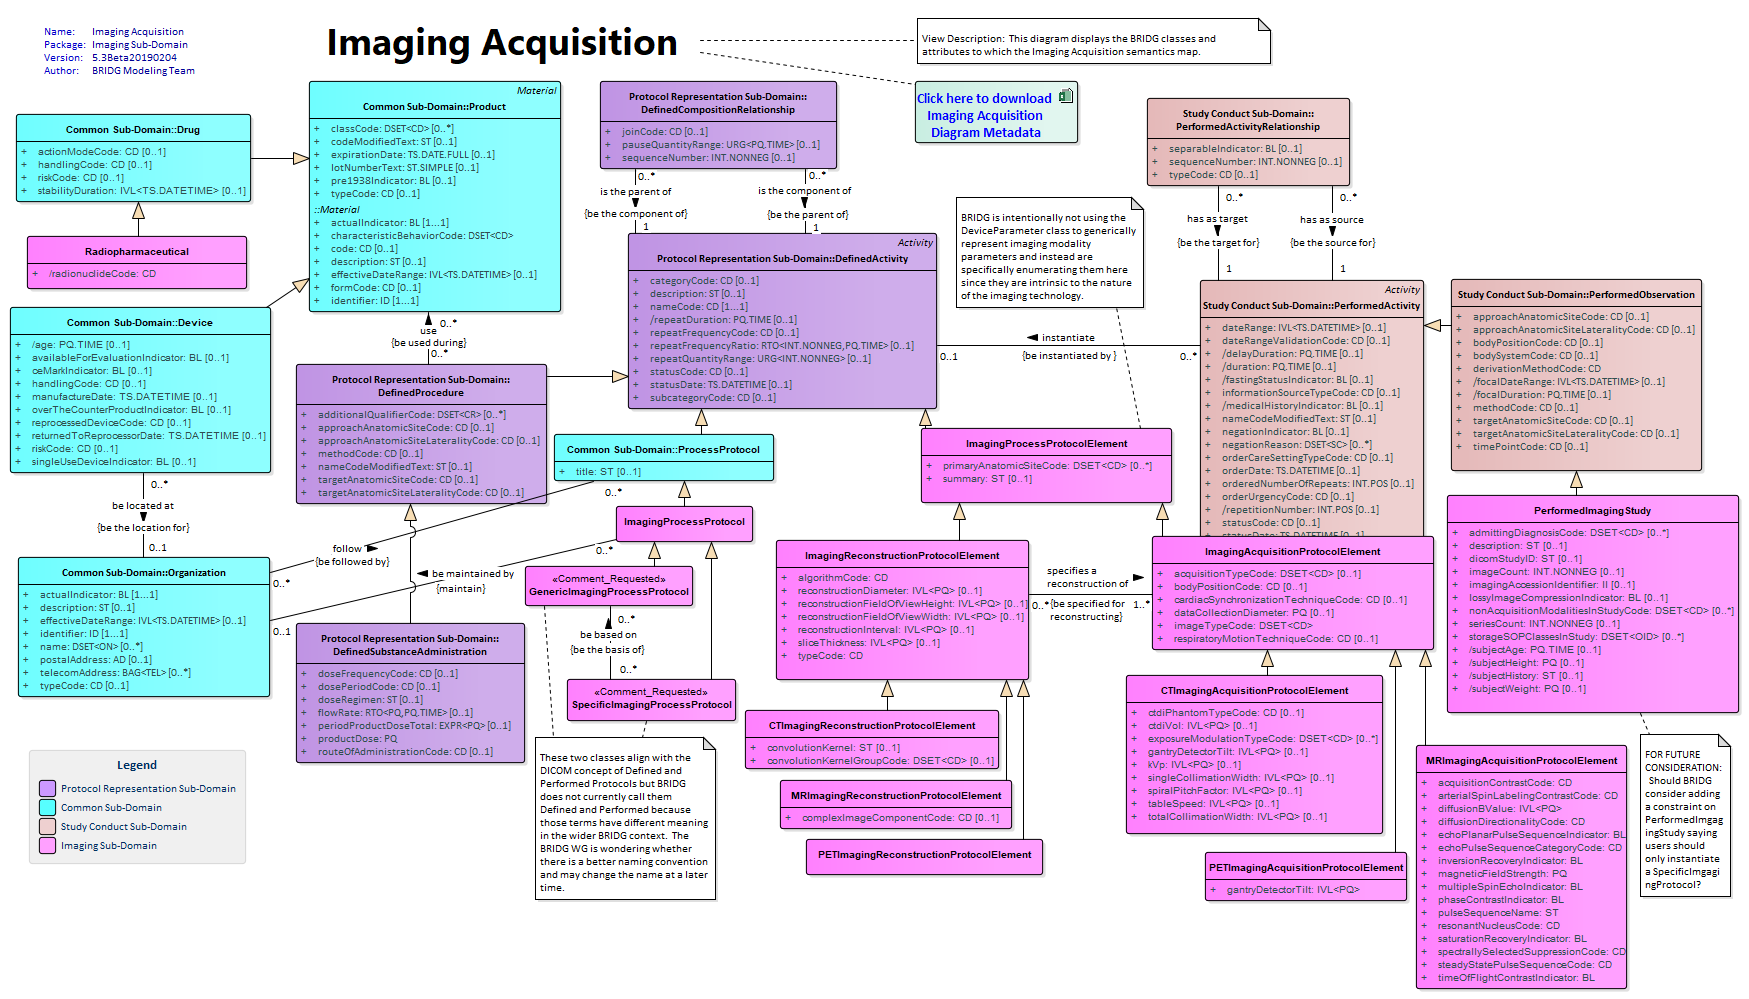 Name: Imaging Acquisition
Package: Imaging Sub-Domain
Version: 5.3Beta20190204
Author: BRIDG Modeling Team
Imaging Acquisition
View Description: This diagram displays the BRIDG classes and
attributes to which the Imaging Acquisition semantics map.
Click here to download
Imaging Acquisition
Diagram Metadata
Common Sub-Domain::Drug
+ actionModeCode: CD [0..1]
+ handlingCode: CD [0..1]
+ riskCode: CD [0..1]
+ stabilityDuration: IVL<TS.DATETIME> [0..1]
Radiopharmaceutical
+ /radionuclideCode: CD
Material
Common Sub-Domain::Product
+ classCode: DSET<CD> [0..*]
+ codeModifiedText: ST [0..1]
+ expirationDate: TS.DATE.FULL [0..1]
+ lotNumberText: ST.SIMPLE [0..1]
+ pre1938Indicator: BL [0..1]
+ typeCode: CD [0..1]
::Material
+ actualIndicator: BL [1...1]
+ characteristicBehaviorCode: DSET<CD>
+ code: CD [0..1]
+ description: ST [0..1]
+ effectiveDateRange: IVL<TS.DATETIME> [0..1]
+ formCode: CD [0..1]
+ identifier: ID [1...1]
0..*
use
{be used during}
0..*
Common Sub-Domain::Device
+ /age: PQ.TIME [0..1]
+ availableForEvaluationIndicator: BL [0..1]
+ ceMarkIndicator: BL [0..1]
+ handlingCode: CD [0..1]
+ manufactureDate: TS.DATETIME [0..1]
+ overTheCounterProductIndicator: BL [0..1]
+ reprocessedDeviceCode: CD [0..1]
+ returnedToReprocessorDate: TS.DATETIME [0..1]
+ riskCode: CD [0..1]
+ singleUseDeviceIndicator: BL [0..1]
0..*
be located at
{be the location for}
0..1
Common Sub-Domain::Organization
+ actualIndicator: BL [1...1]
+ description: ST [0..1]
+ effectiveDateRange: IVL<TS.DATETIME> [0..1]
+ identifier: ID [1...1]
+ name: DSET<ON> [0..*]
+ postalAddress: AD [0..1]
+ telecomAddress: BAG<TEL> [0..*]
+ typeCode: CD [0..1]
Legend
Protocol Representation Sub-Domain
Common Sub-Domain
Study Conduct Sub-Domain
Imaging Sub-Domain
Protocol Representation Sub-Domain::
DefinedProcedure
+ additionalQualifierCode: DSET<CR> [0..*]
+ approachAnatomicSiteCode: CD [0..1]
+ approachAnatomicSiteLateralityCode: CD [0..1]
+ methodCode: CD [0..1]
+ nameCodeModifiedText: ST [0..1]
+ targetAnatomicSiteCode: CD [0..1]
+ targetAnatomicSiteLateralityCode: CD [0..1]
0..*
follow
{be followed by}
0..*
0..*
be maintained by
{maintain}
0..1
Protocol Representation Sub-Domain::
DefinedSubstanceAdministration
+ doseFrequencyCode: CD [0..1]
+ dosePeriodCode: CD [0..1]
+ doseRegimen: ST [0..1]
+ flowRate: RTO<PQ,PQ.TIME> [0..1]
+ periodProductDoseTotal: EXPR<PQ> [0..1]
+ productDose: PQ
+ routeOfAdministrationCode: CD [0..1]
Protocol Representation Sub-Domain::
DefinedCompositionRelationship
+ joinCode: CD [0..1]
+ pauseQuantityRange: URG<PQ.TIME> [0..1]
+ sequenceNumber: INT.NONNEG [0..1]
0..*
is the parent of
{be the component of}
1
0..*
is the component of
{be the parent of}
1
Activity
Protocol Representation Sub-Domain::DefinedActivity
+ categoryCode: CD [0..1]
+ description: ST [0..1]
+ nameCode: CD [1...1]
+ /repeatDuration: PQ.TIME [0..1]
+ repeatFrequencyCode: CD [0..1]
+ repeatFrequencyRatio: RTO<INT.NONNEG,PQ.TIME> [0..1]
+ repeatQuantityRange: URG<INT.NONNEG> [0..1]
+ statusCode: CD [0..1]
+ statusDate: TS.DATETIME [0..1]
+ subcategoryCode: CD [0..1]
Common Sub-Domain::ProcessProtocol
+ title: ST [0..1]
ImagingProcessProtocol
«Comment_Requested»
GenericImagingProcessProtocol
0..*
be based on
{be the basis of}
0..*
«Comment_Requested»
SpecificImagingProcessProtocol
These two classes align with the
DICOM concept of Defined and
Performed Protocols but BRIDG
does not currently call them
Defined and Performed because
those terms have different meaning
in the wider BRIDG context. The
BRIDG WG is wondering whether
there is a better naming convention
and may change the name at a later
time.
BRIDG is intentionally not using the
DeviceParameter class to generically
represent imaging modality
parameters and instead are
specifically enumerating them here
since they are intrinsic to the nature
of the imaging technology.
instantiate
{be instantiated by }
0..1
0..*
ImagingProcessProtocolElement
+ primaryAnatomicSiteCode: DSET<CD> [0..*]
+ summary: ST [0..1]
ImagingReconstructionProtocolElement
+ algorithmCode: CD
+ reconstructionDiameter: IVL<PQ> [0..1]
+ reconstructionFieldOfViewHeight: IVL<PQ> [0..1]
+ reconstructionFieldOfViewWidth: IVL<PQ> [0..1]
+ reconstructionInterval: IVL<PQ> [0..1]
+ sliceThickness: IVL<PQ> [0..1]
+ typeCode: CD
specifies a
reconstruction of
0..*
{be specified for
reconstructing}
1..*
CTImagingReconstructionProtocolElement
+ convolutionKernel: ST [0..1]
+ convolutionKernelGroupCode: DSET<CD> [0..1]
MRImagingReconstructionProtocolElement
+ complexImageComponentCode: CD [0..1]
PETImagingReconstructionProtocolElement
Study Conduct Sub-Domain::
PerformedActivityRelationship
+ separableIndicator: BL [0..1]
+ sequenceNumber: INT.NONNEG [0..1]
+ typeCode: CD [0..1]
0..*
has as target
{be the target for}
1
0..*
has as source
{be the source for}
1
Activity
Study Conduct Sub-Domain::PerformedActivity
+ dateRange: IVL<TS.DATETIME> [0..1]
+ dateRangeValidationCode: CD [0..1]
+ /delayDuration: PQ.TIME [0..1]
+ /duration: PQ.TIME [0..1]
+ /fastingStatusIndicator: BL [0..1]
+ informationSourceTypeCode: CD [0..1]
+ /medicalHistoryIndicator: BL [0..1]
+ nameCodeModifiedText: ST [0..1]
+ negationIndicator: BL [0..1]
+ negationReason: DSET<SC> [0..*]
+ orderCareSettingTypeCode: CD [0..1]
+ orderDate: TS.DATETIME [0..1]
+ orderedNumberOfRepeats: INT.POS [0..1]
+ orderUrgencyCode: CD [0..1]
+ /repetitionNumber: INT.POS [0..1]
+ statusCode: CD [0..1]
+ statusDate: TS.DATETIME [0..1]
Study Conduct Sub-Domain::PerformedObservation
+ approachAnatomicSiteCode: CD [0..1]
+ approachAnatomicSiteLateralityCode: CD [0..1]
+ bodyPositionCode: CD [0..1]
+ bodySystemCode: CD [0..1]
+ derivationMethodCode: CD
+ /focalDateRange: IVL<TS.DATETIME> [0..1]
+ /focalDuration: PQ.TIME [0..1]
+ methodCode: CD [0..1]
+ targetAnatomicSiteCode: CD [0..1]
+ targetAnatomicSiteLateralityCode: CD [0..1]
+ timePointCode: CD [0..1]
ImagingAcquisitionProtocolElement
+ acquisitionTypeCode: DSET<CD> [0..1]
+ bodyPositionCode: CD [0..1]
+ cardiacSynchronizationTechniqueCode: CD [0..1]
+ dataCollectionDiameter: PQ [0..1]
+ imageTypeCode: DSET<CD>
+ respiratoryMotionTechniqueCode: CD [0..1]
CTImagingAcquisitionProtocolElement
+ ctdiPhantomTypeCode: CD [0..1]
+ ctdiVol: IVL<PQ> [0..1]
+ exposureModulationTypeCode: DSET<CD> [0..*]
+ gantryDetectorTilt: IVL<PQ> [0..1]
+ kVp: IVL<PQ> [0..1]
+ singleCollimationWidth: IVL<PQ> [0..1]
+ spiralPitchFactor: IVL<PQ> [0..1]
+ tableSpeed: IVL<PQ> [0..1]
+ totalCollimationWidth: IVL<PQ> [0..1]
PETImagingAcquisitionProtocolElement
+ gantryDetectorTilt: IVL<PQ>
PerformedImagingStudy
+ admittingDiagnosisCode: DSET<CD> [0..*]
+ description: ST [0..1]
+ dicomStudyID: ST [0..1]
+ imageCount: INT.NONNEG [0..1]
+ imagingAccessionIdentifier: II [0..1]
+ lossyImageCompressionIndicator: BL [0..1]
+ nonAcquisitionModalitiesInStudyCode: DSET<CD> [0..*]
+ seriesCount: INT.NONNEG [0..1]
+ storageSOPClassesInStudy: DSET<OID> [0..*]
+ /subjectAge: PQ.TIME [0..1]
+ /subjectHeight: PQ [0..1]
+ /subjectHistory: ST [0..1]
+ /subjectWeight: PQ [0..1]
MRImagingAcquisitionProtocolElement
+ acquisitionContrastCode: CD
+ arterialSpinLabelingContrastCode: CD
+ diffusionBValue: IVL<PQ>
+ diffusionDirectionalityCode: CD
+ echoPlanarPulseSequenceIndicator: BL
+ echoPulseSequenceCategoryCode: CD
+ inversionRecoveryIndicator: BL
+ magneticFieldStrength: PQ
+ multipleSpinEchoIndicator: BL
+ phaseContrastIndicator: BL
+ pulseSequenceName: ST
+ resonantNucleusCode: CD
+ saturationRecoveryIndicator: BL
+ spectrallySelectedSuppressionCode: CD
+ steadyStatePulseSequenceCode: CD
+ timeOfFlightContrastIndicator: BL
FOR FUTURE
CONSIDERATION:
Should BRIDG
consider adding
a constraint on
PerformedImgag
ingStudy saying
users should
only instantiate
a SpecificImgagi
ngProtocol?